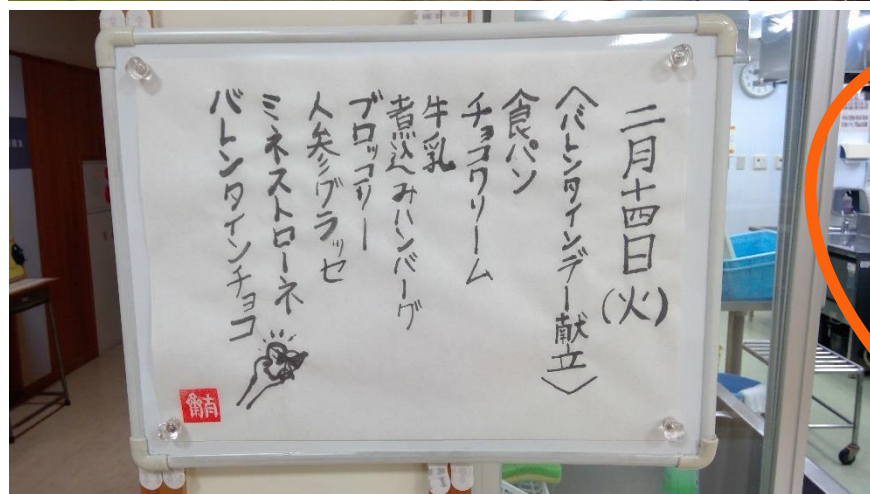 二月十四日(火)
〈バレンタインデー献立〉
食パン
チョコクリーム
牛乳
煮込みハンバーグ
ブロッコリー
人参グラッセ
ミネストローネ
バレンタインチョコ